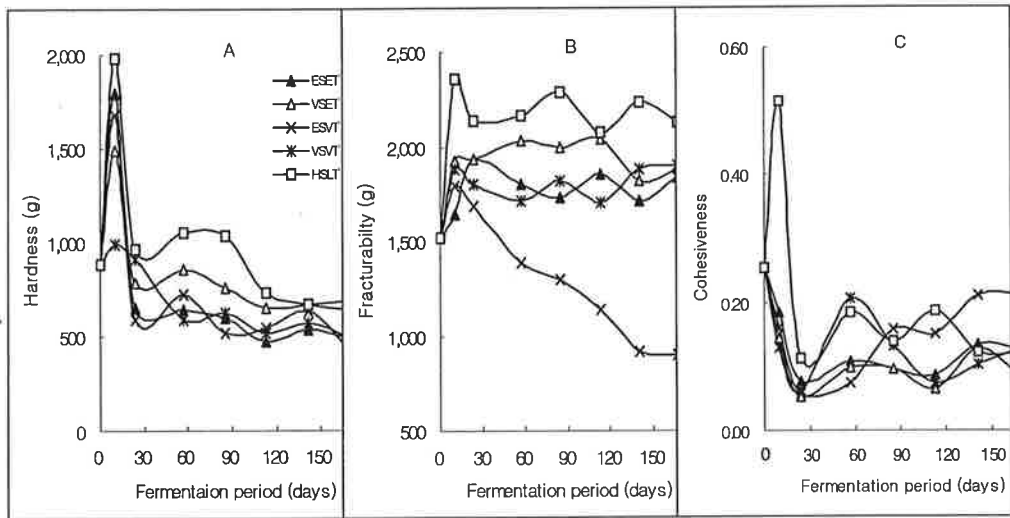 A
Hardness (g)
2,000
1,500
1,000
500
0
ESET
VSET
ESVT
VSVT
HSLT
0 30 60 90 120 150
Fermentaion period (days)
B
Fracturabilty (g)
2,500
2,000
1,500
1,000
500
0 30 60 90 120 150
Fermentation period (days)
C
Cohesiveness
0.60
0.40
0.20
0.00
0 30 60 90 120 150
Fermentation period (days)